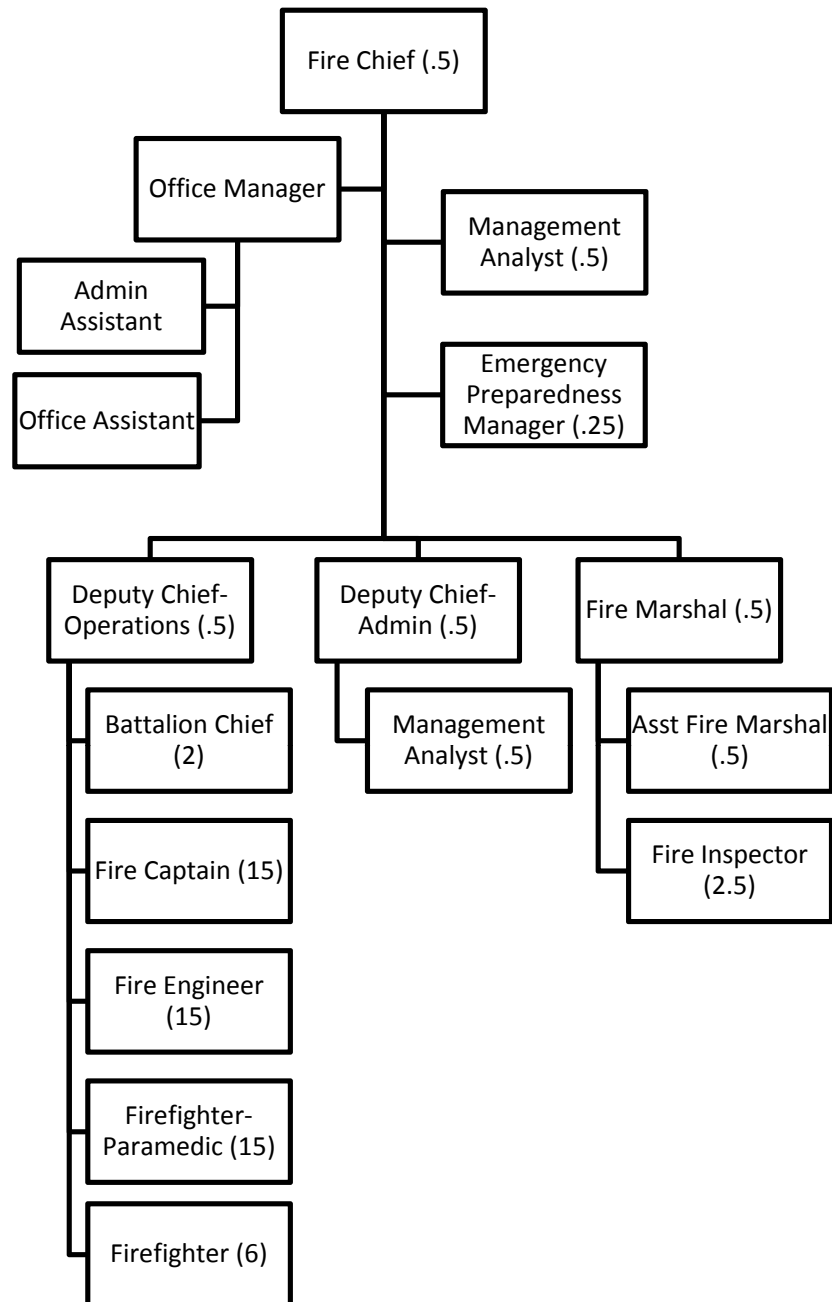 Fire Chief (.5)
Office Manager
Management
Analyst (.5)
Admin
Assistant
Emergency
Preparedness
Manager (.25)
Office Assistant
Deputy Chief-
Operations (.5)
Deputy Chief-
Admin (.5)
Fire Marshal (.5)
Battalion Chief
(2)
Management
Analyst (.5)
Asst Fire Marshal
(.5)
Fire Captain (15)
Fire Inspector
(2.5)
Fire Engineer
(15)
Firefighter-
Paramedic (15)
Firefighter (6)